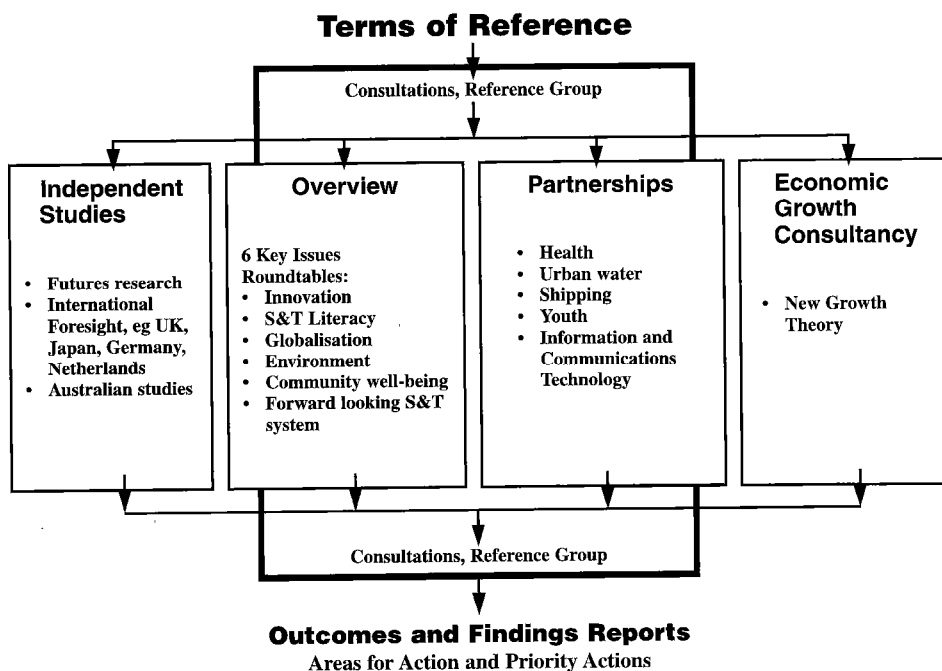 Terms of Reference
Consultations, Reference Group
Independent
Studies
• Futures research
• International
Foresight, eg UK,
Japan, Germany,
Netherlands
• Australian studies
Overview
6 Key Issues
Roundtables:
• Innovation
• S&T Literacy
• Globalisation
• Environment
• Community well-being
• Forward looking S&T
system
Partnerships
• Health
• Urban water
• Shipping
• Youth
• Information and
Communications
Technology
Economic
Growth
Consultancy
• New Growth
Theory
Consultations, Reference Group
Outcomes and Findings Reports
Areas for Action and Priority Actions